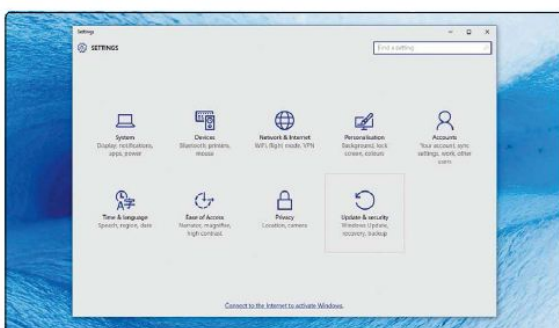 Settings
SETTINGS
Find a setting
System
Display, notifications,
apps, power
Devices
Bluetooth, printers,
mouse
Network & Internet
WiFi, flight mode, VPN
Personalisation
Background, lock
screen, colours
Accounts
Your account, sync
settings, work, other
users
Time & language
Speech, region, date
Ease of Access
Narrator, magnifier,
high contrast
Privacy
Location, camera
Update & security
Windows Update,
recovery, backup
Connect to the Internet to activate Windows.